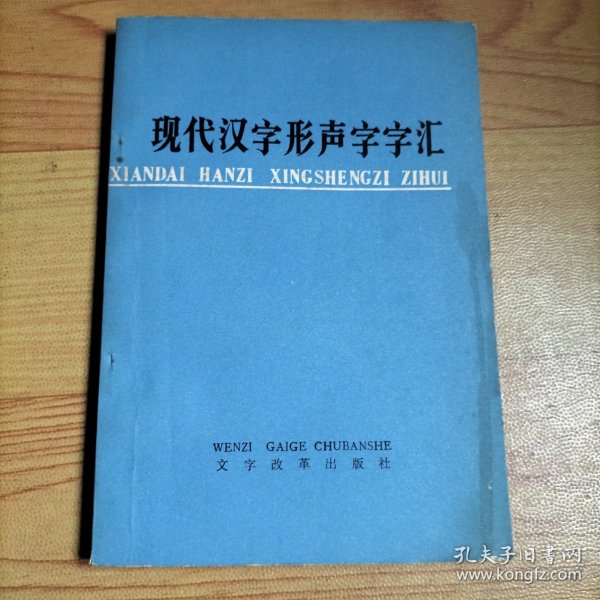 现代汉字形声字字汇
XIANDAI HANZI XINGSHENGZI ZIHUI
WENZI GAIGE CHUBANSHE
文字改革出版社
孔夫子旧书网
www.kongfz.com